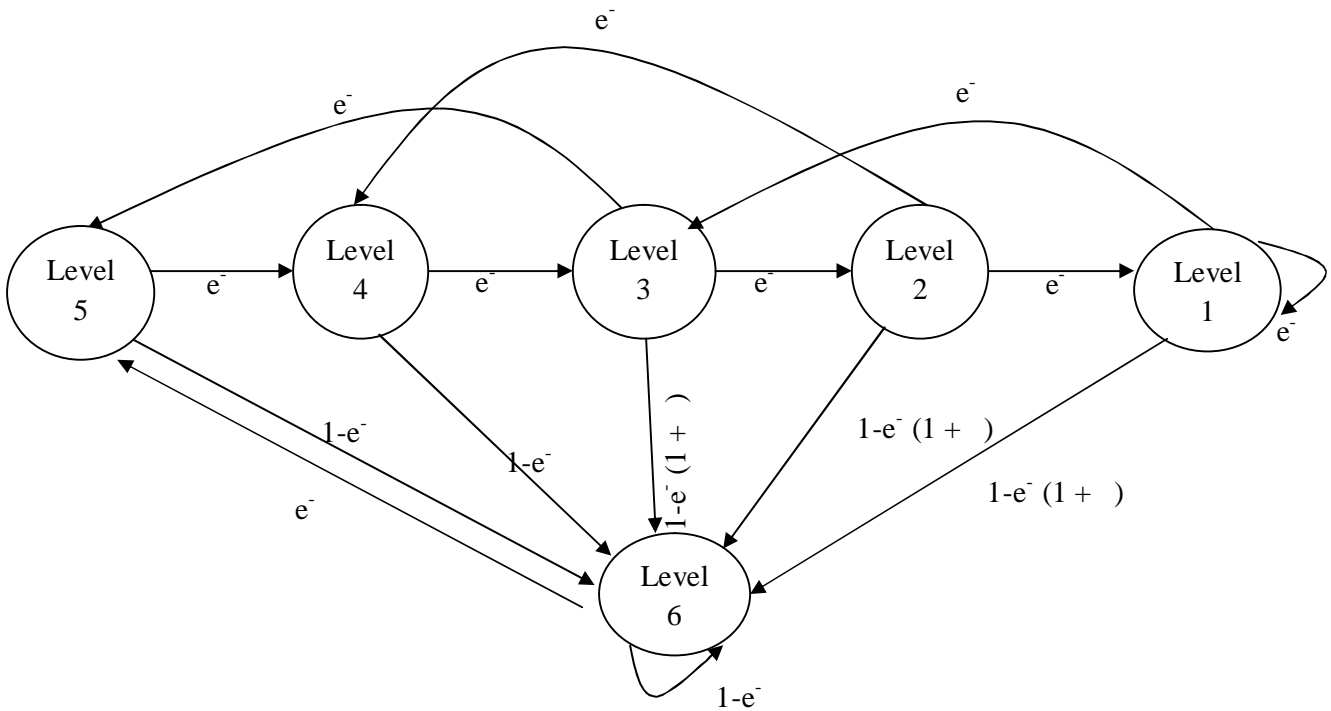 e⁻
e⁻
e⁻
Level
5
Level
4
Level
3
Level
2
Level
1
e⁻
e⁻
e⁻
e⁻
e⁻
1-e⁻
1-e⁻
1-e⁻ (1 + )
1-e⁻ (1 + )
1-e⁻ (1 + )
e⁻
Level
6
1-e⁻